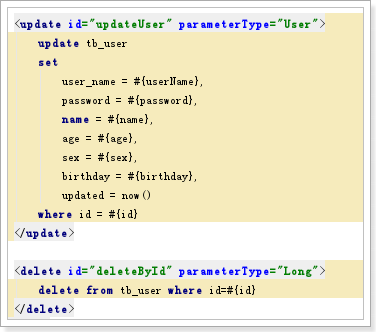 <update id="updateUser" parameterType="User">
update tb_user
set
user_name = #{userName},
password = #{password},
name = #{name},
age = #{age},
sex = #{sex},
birthday = #{birthday},
updated = now()
where id = #{id}
</update>
<delete id="deleteById" parameterType="Long">
delete from tb_user where id=#{id}
</delete>